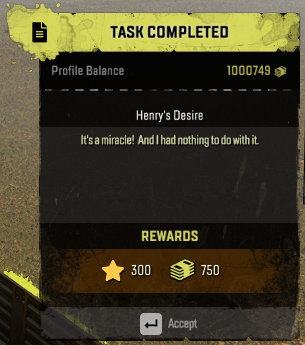 TASK COMPLETED
Profile Balance 1000749
Henry's Desire
It's a miracle! And I had nothing to do with it.
REWARDS
300 750
Accept